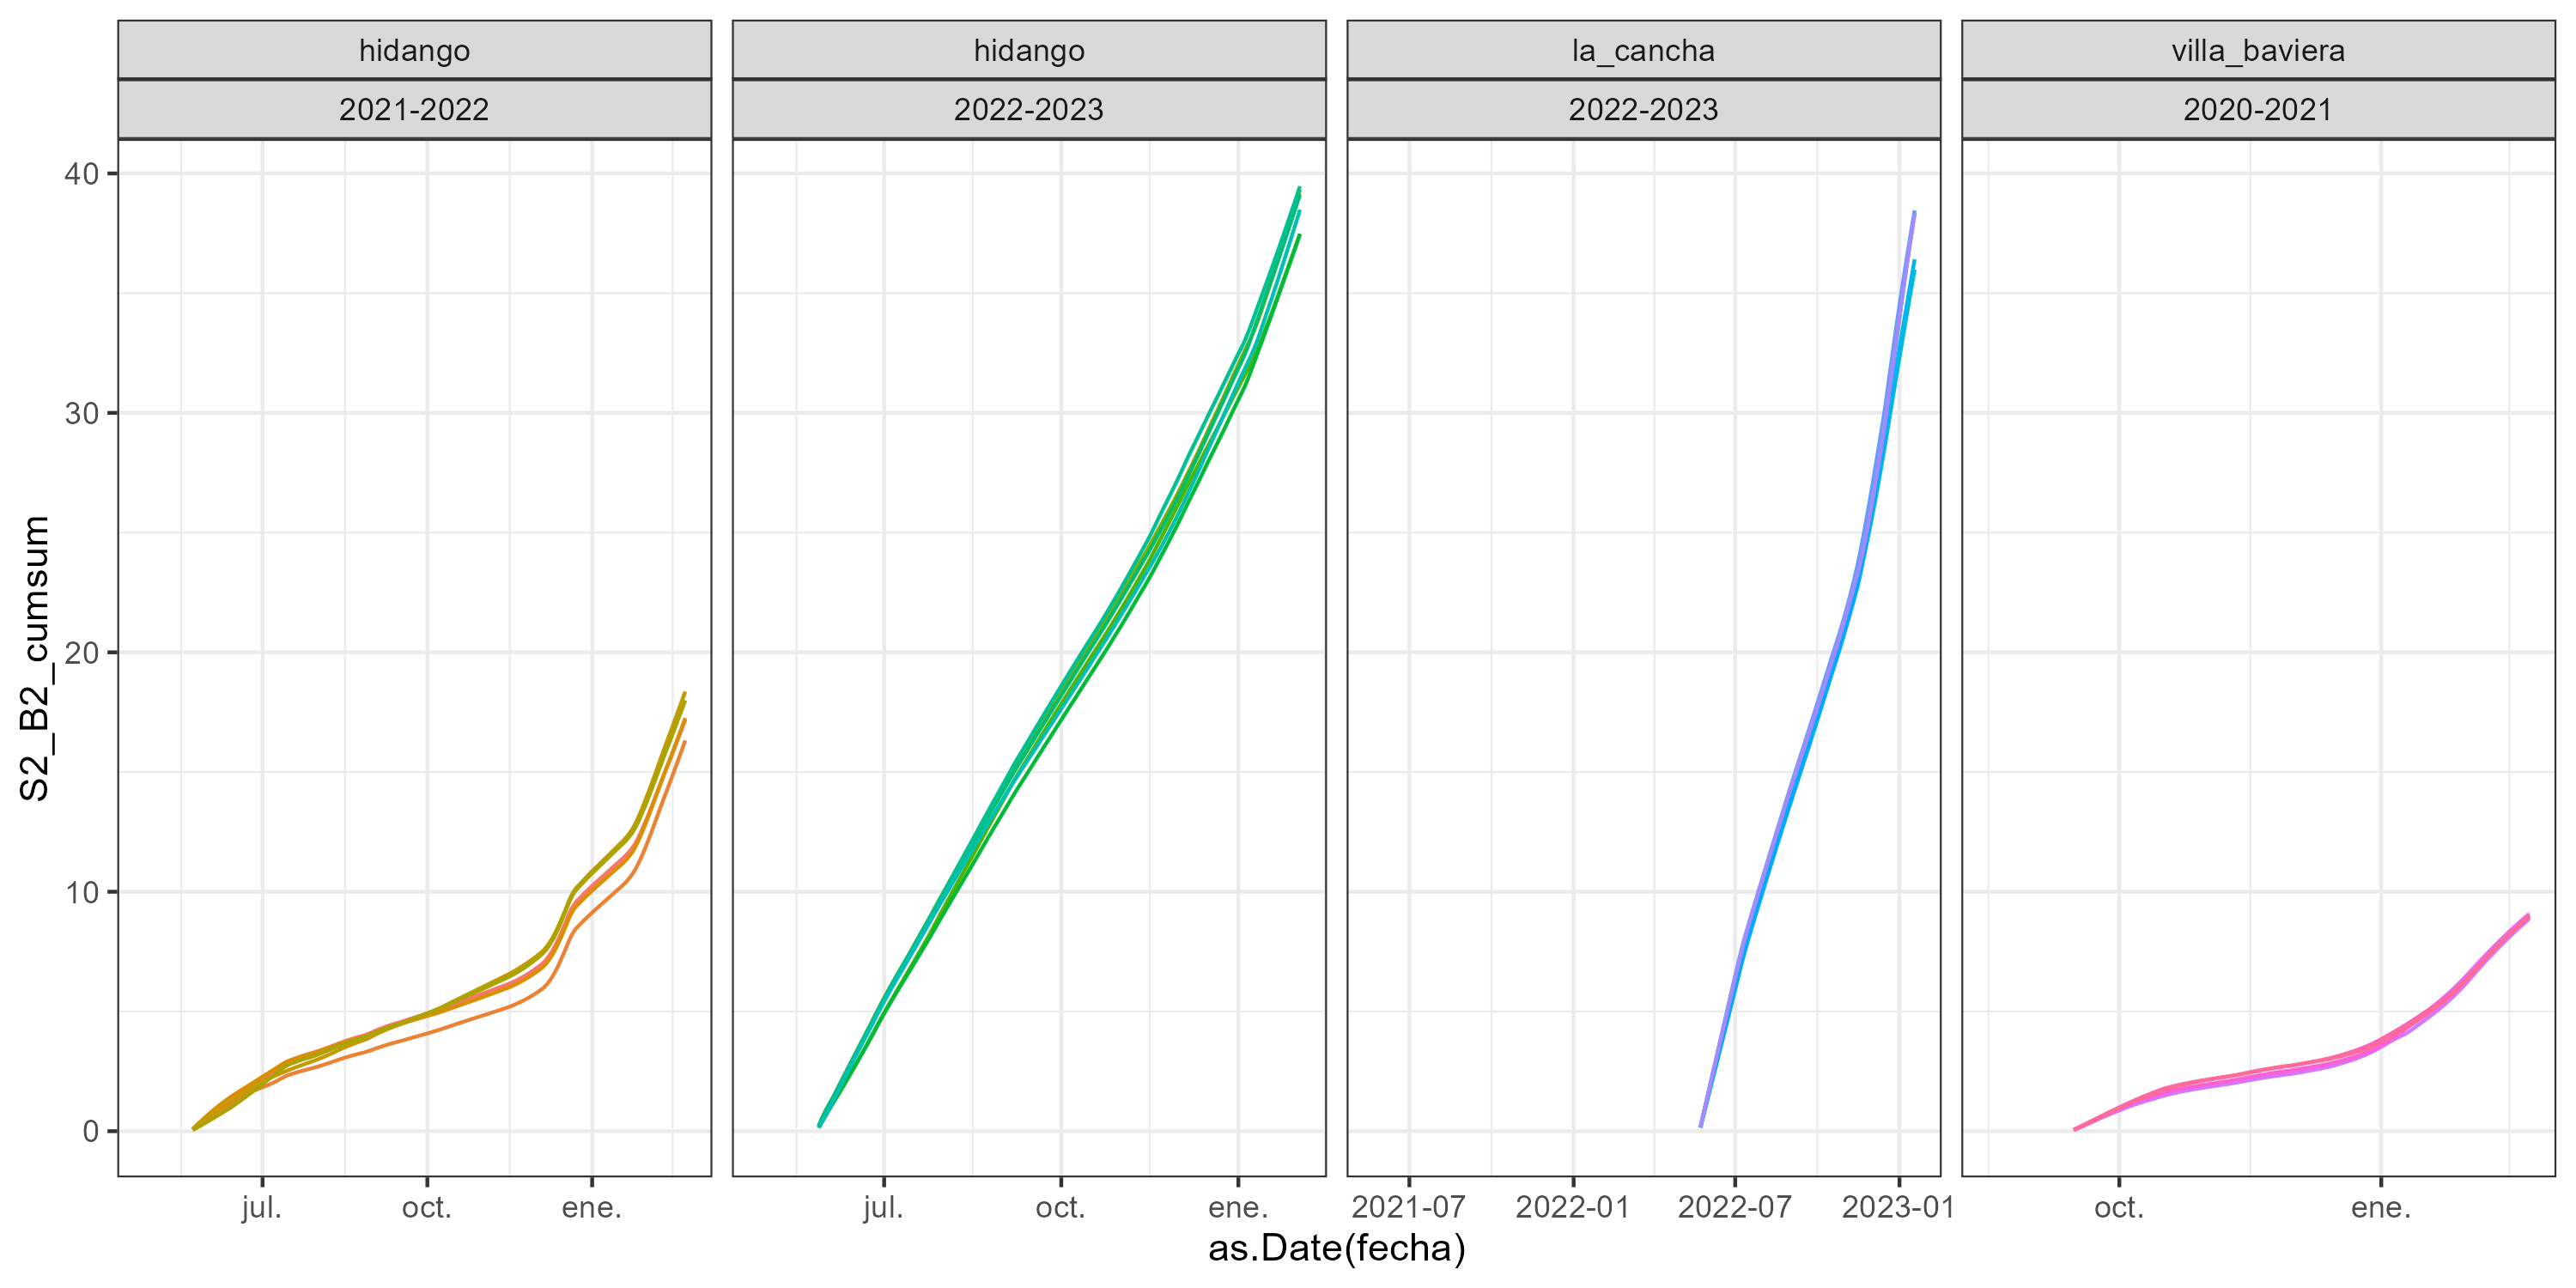 hidango hidango la_cancha villa_baviera
2021-2022 2022-2023 2022-2023 2020-2021
S2_B2_cumsum
40
30
20
10
0
jul. oct. ene. jul. oct. ene. 2021-07 2022-01 2022-07 2023-01 oct. ene.
as.Date(fecha)